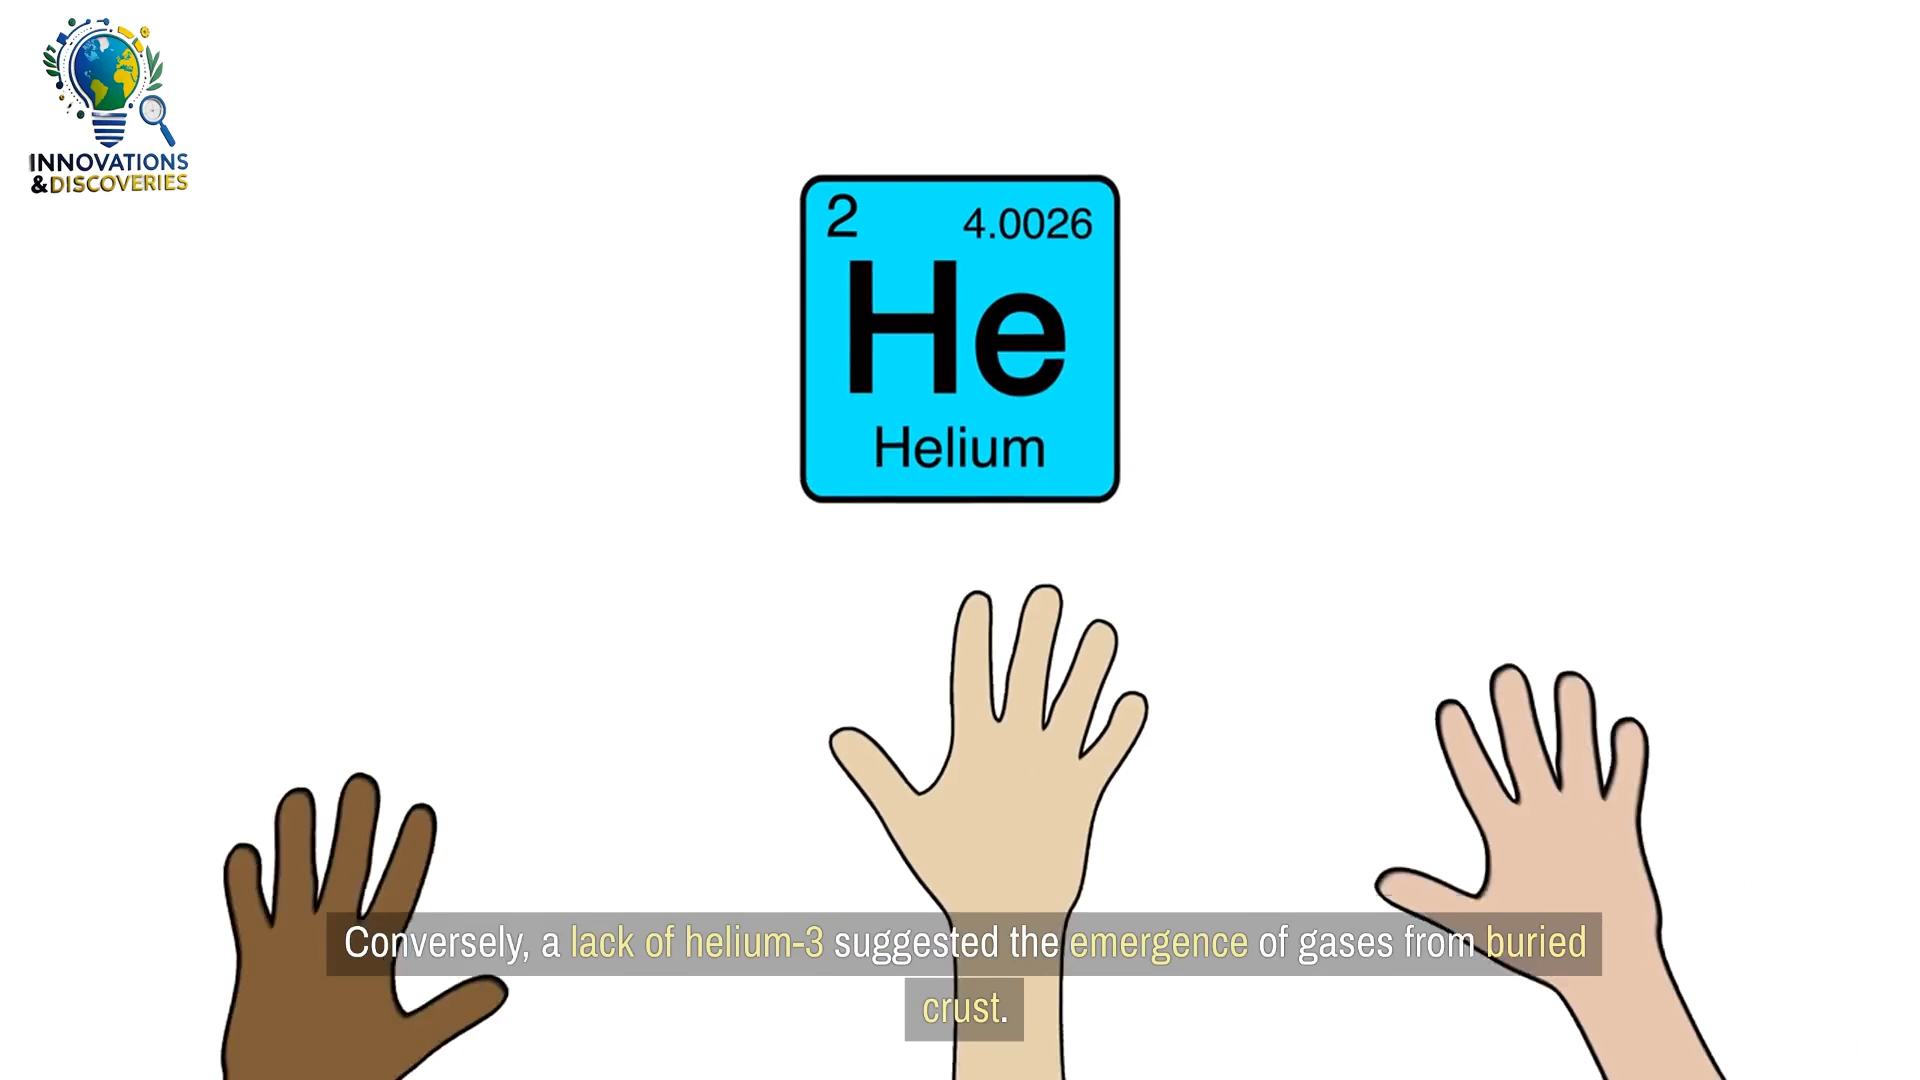 INNOVATIONS
&DISCOVERIES
2 4.0026
He
Helium
Conversely, a lack of helium-3 suggested the emergence of gases from buried
crust.